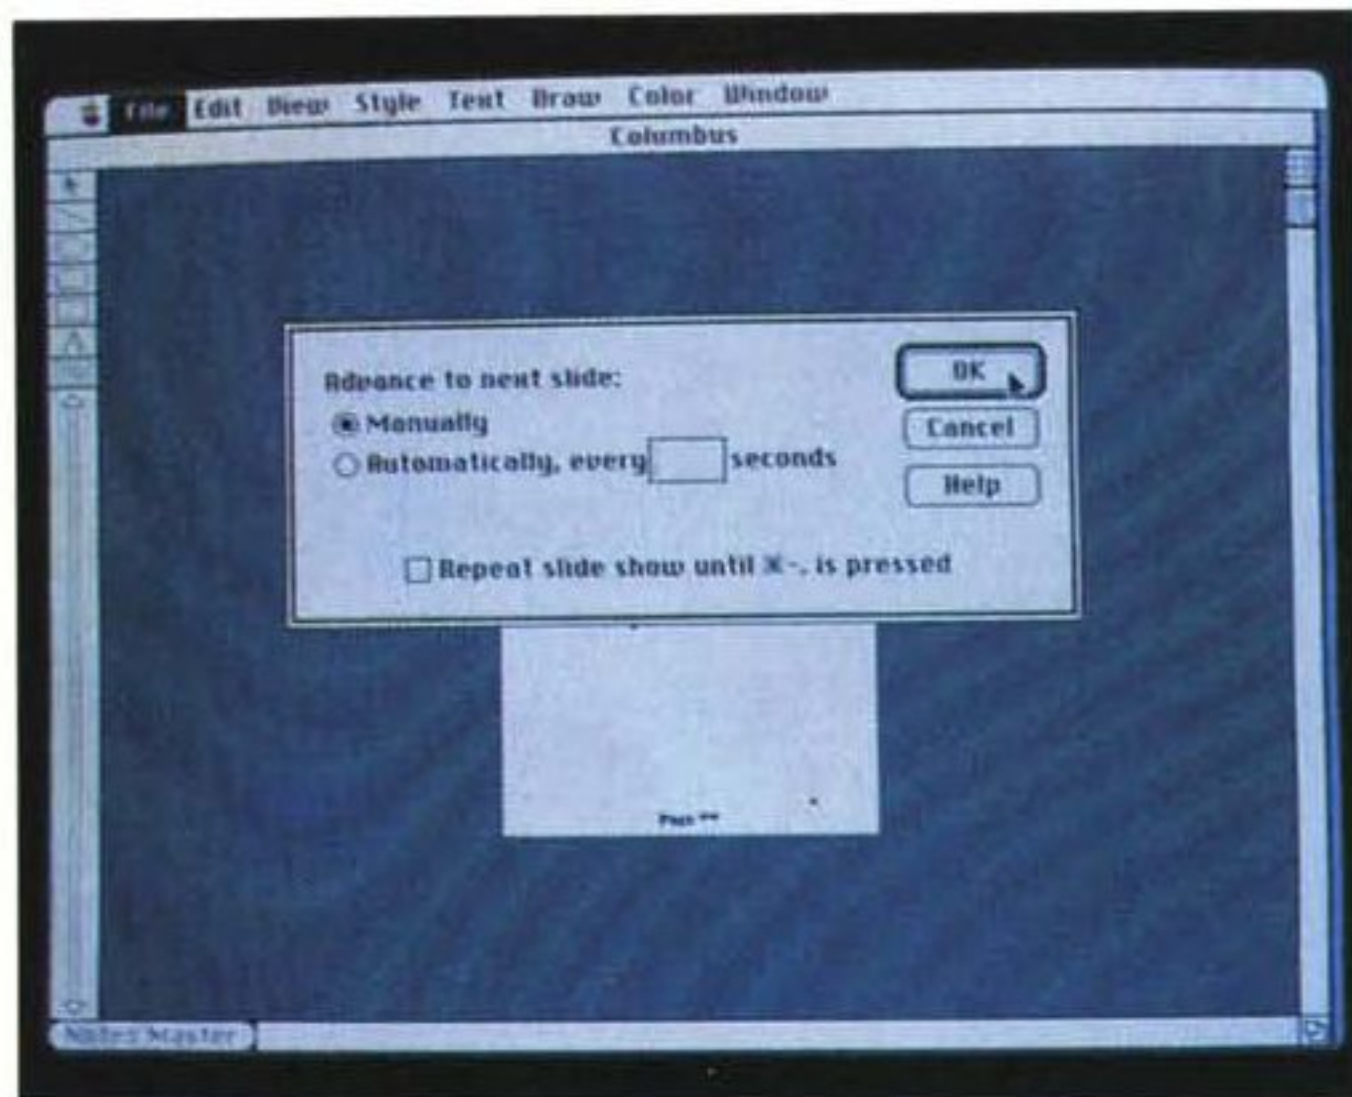 File Edit View Style Text Draw Color Window
Columbus
Advance to next slide:
Manually
Automatically, every seconds
OK
Cancel
Help
Repeat slide show until ⌘-. is pressed
Notes Master